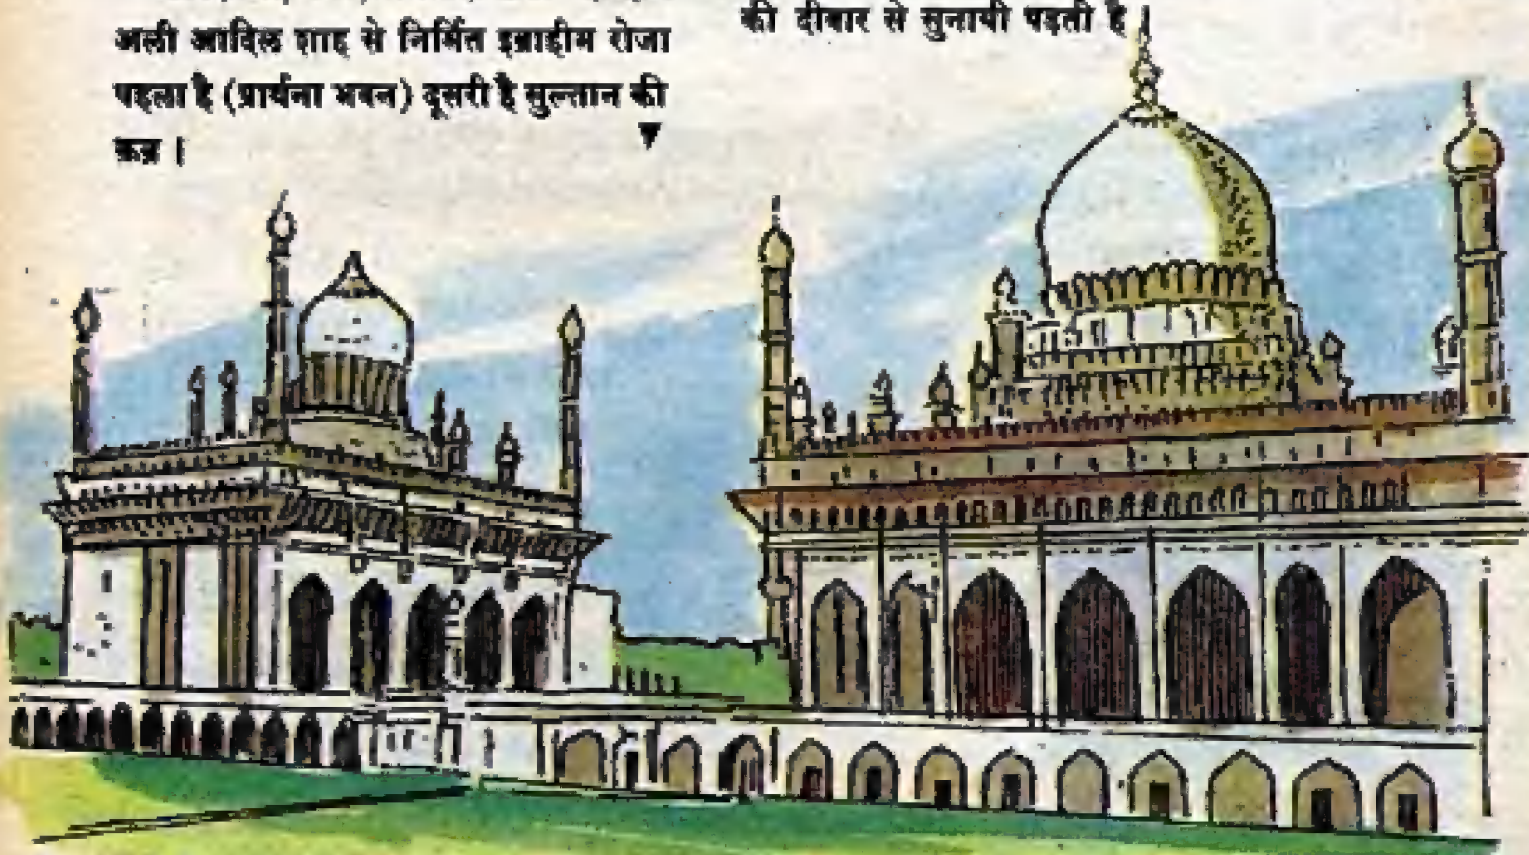 अली आदिल शाह से निर्मित इब्राहीम रोजा
पहला है (प्रार्थना भवन) दूसरी है सुल्तान की
कब्र ।
की दीवार से सुनायी पड़ती है ।